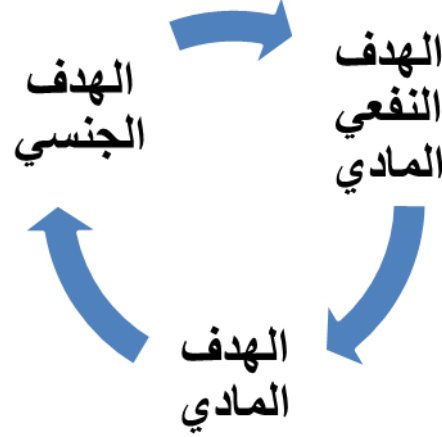 الهدف
النفعي
المادي
الهدف
المادي
الهدف
الجنسي